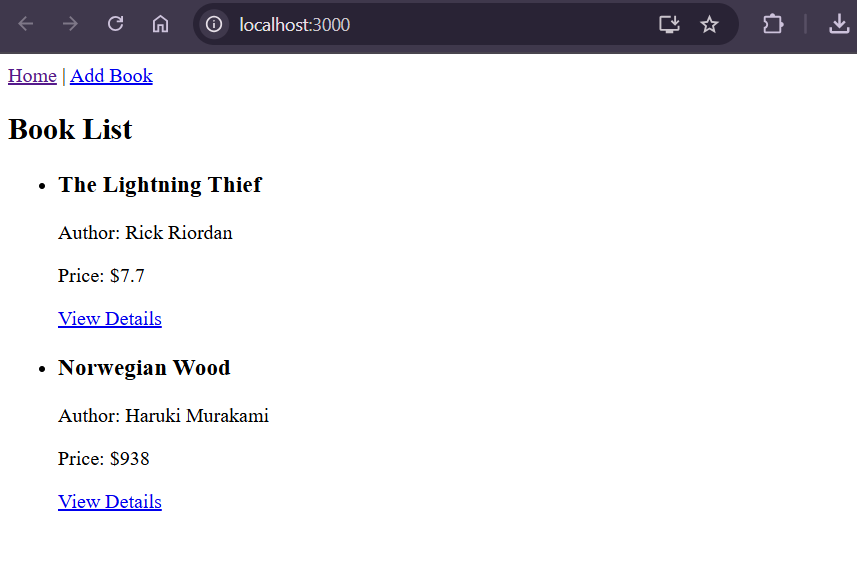 localhost:3000
Home | Add Book
Book List
The Lightning Thief
Author: Rick Riordan
Price: $7.7
View Details
Norwegian Wood
Author: Haruki Murakami
Price: $938
View Details